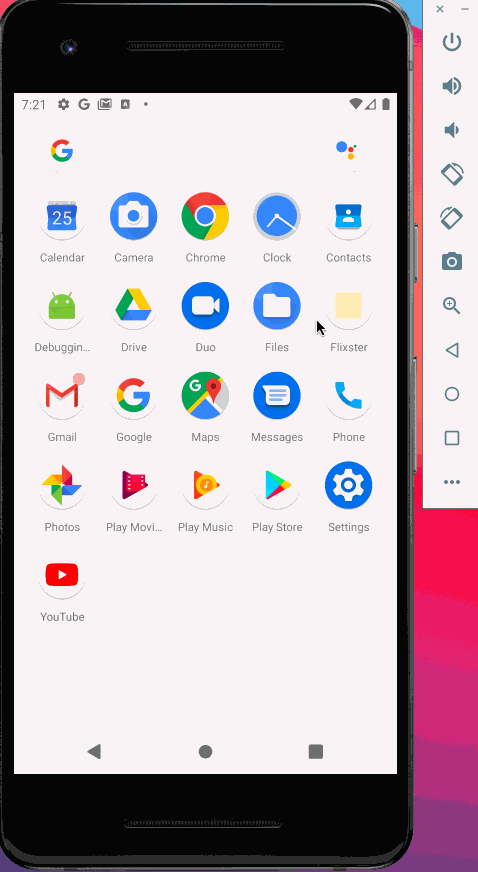 7:21
G
G
25
Calendar Camera Chrome Clock Contacts
Debuggin... Drive Duo Files Flixster
G
G
Gmail Google Maps Messages Phone
Photos Play Movi... Play Music Play Store Settings
YouTube